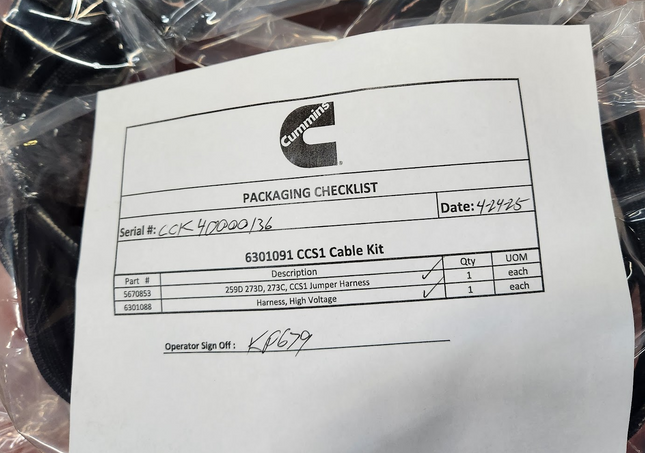 Cummins
PACKAGING CHECKLIST
Serial #: CCK4D000136
Date: 42425
6301091 CCS1 Cable Kit
Part # Description Qty UOM
5670853 259D 273D, 273C, CCS1 Jumper Harness ✓ 1 each
6301088 Harness, High Voltage ✓ 1 each
Operator Sign Off : KP679